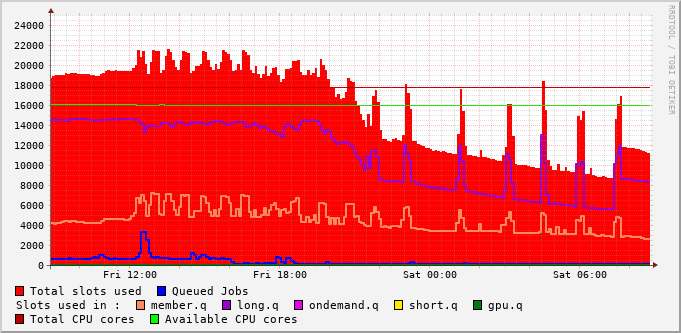 24000
22000
20000
18000
16000
14000
12000
10000
8000
6000
4000
2000
0
Fri 12:00 Fri 18:00 Sat 00:00 Sat 06:00
RRDTOOL / TOBI OETIKER
Total slots used Queued Jobs
Slots used in : member.q long.q ondemand.q short.q gpu.q
Total CPU cores Available CPU cores